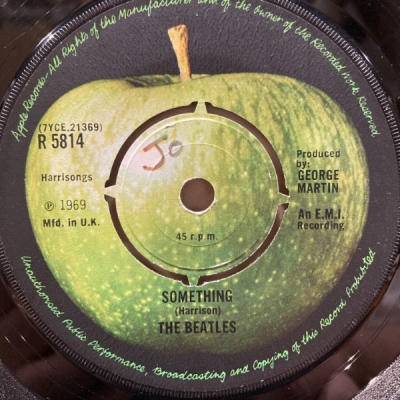 Apple Records-All Rights of the Manufacturer and of the Owner of the Recorded Work Reserved
(7YCE.21369)
R 5814
Jo
Harrisongs
℗ 1969
Mfd. in U.K.
Produced
by:
GEORGE
MARTIN
An E.M.I.
Recording
45 r.p.m.
SOMETHING
(Harrison)
THE BEATLES
Unauthorised Public Performance, Broadcasting and Copying of this Record Prohibited